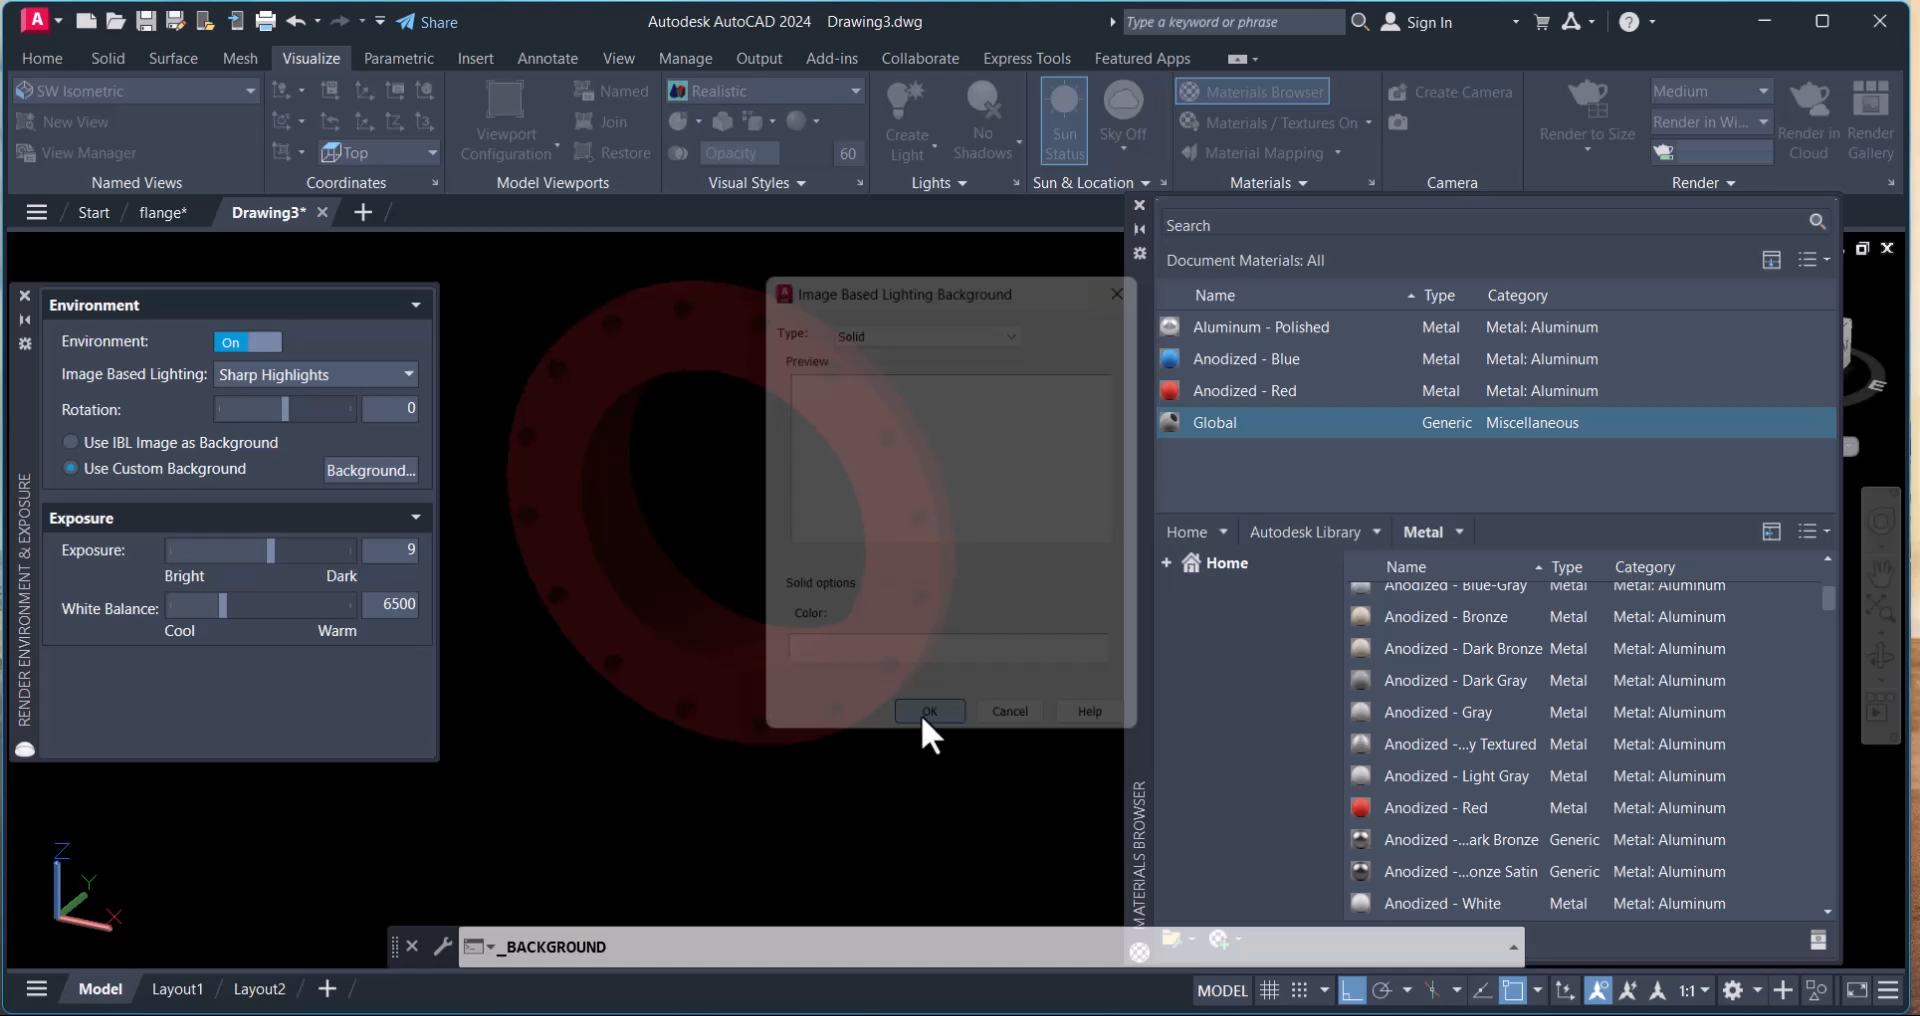 A
Share
Autodesk AutoCAD 2024 Drawing3.dwg
Type a keyword or phrase
Sign In
Home Solid Surface Mesh Visualize Parametric Insert Annotate View Manage Output Add-ins Collaborate Express Tools Featured Apps
SW Isometric
New View
View Manager
Named Views
Top
Coordinates
Viewport
Configuration
Named
Join
Restore
Model Viewports
Realistic
Opacity 60
Visual Styles
Create
Light
No
Shadows
Lights
Sun
Status
Sky Off
Sun & Location
Materials Browser
Materials / Textures On
Material Mapping
Materials
Create Camera
Camera
Render to Size
Medium
Render in Wi...
Render in
Cloud
Render
Gallery
Render
Start flange* Drawing3*
RENDER ENVIRONMENT & EXPOSURE
Environment
Environment: On
Image Based Lighting: Sharp Highlights
Rotation: 0
Use IBL Image as Background
Use Custom Background Background...
Exposure
Exposure: 9
Bright Dark
White Balance: 6500
Cool Warm
Image Based Lighting Background
Type: Solid
Preview
Solid options
Color:
OK Cancel Help
MATERIALS BROWSER
Search
Document Materials: All
Name Type Category
Aluminum - Polished Metal Metal: Aluminum
Anodized - Blue Metal Metal: Aluminum
Anodized - Red Metal Metal: Aluminum
Global Generic Miscellaneous
Home Autodesk Library Metal
+ Home
Name Type Category
Anodized - Blue-Gray Metal Metal: Aluminum
Anodized - Bronze Metal Metal: Aluminum
Anodized - Dark Bronze Metal Metal: Aluminum
Anodized - Dark Gray Metal Metal: Aluminum
Anodized - Gray Metal Metal: Aluminum
Anodized -...y Textured Metal Metal: Aluminum
Anodized - Light Gray Metal Metal: Aluminum
Anodized - Red Metal Metal: Aluminum
Anodized -...ark Bronze Generic Metal: Aluminum
Anodized -...onze Satin Generic Metal: Aluminum
Anodized - White Metal Metal: Aluminum
E
Z
Y
X
_BACKGROUND
Model Layout1 Layout2
MODEL 1:1